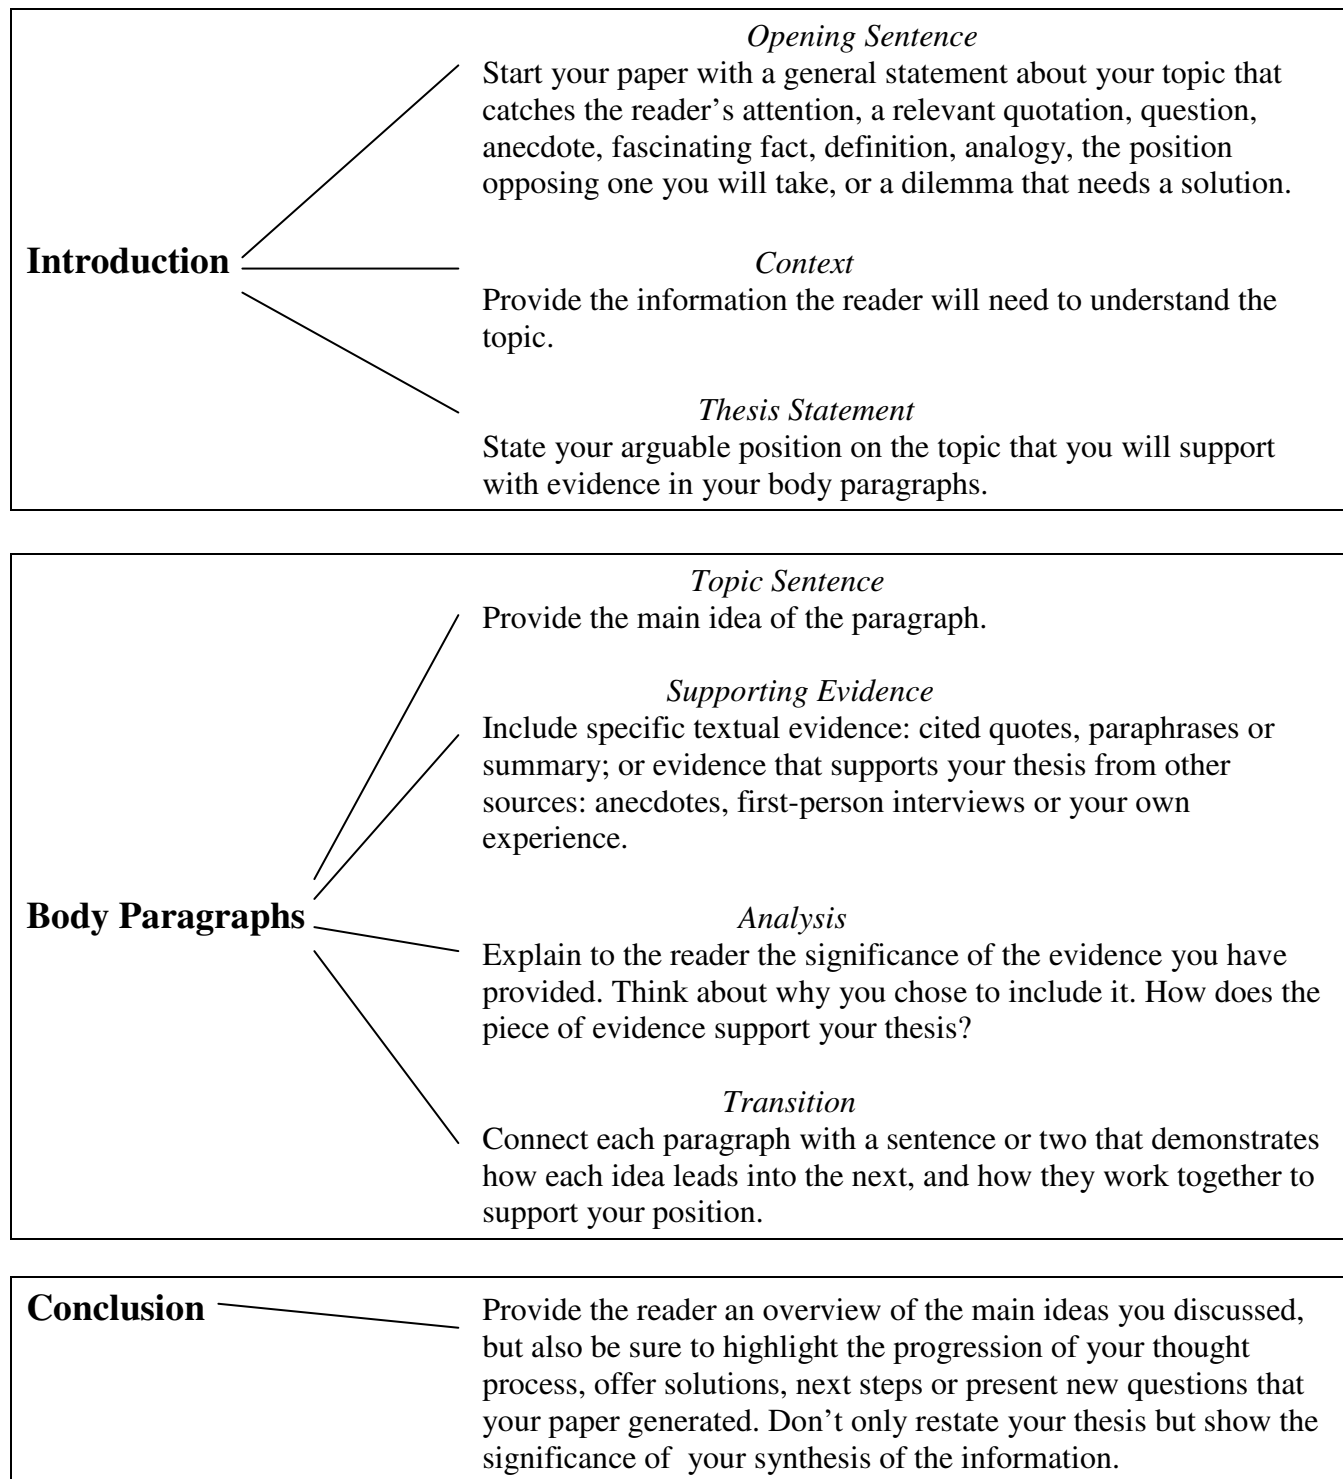 Opening Sentence
Start your paper with a general statement about your topic that
catches the reader's attention, a relevant quotation, question,
anecdote, fascinating fact, definition, analogy, the position
opposing one you will take, or a dilemma that needs a solution.
Introduction
Context
Provide the information the reader will need to understand the
topic.
Thesis Statement
State your arguable position on the topic that you will support
with evidence in your body paragraphs.
Topic Sentence
Provide the main idea of the paragraph.
Supporting Evidence
Include specific textual evidence: cited quotes, paraphrases or
summary; or evidence that supports your thesis from other
sources: anecdotes, first-person interviews or your own
experience.
Body Paragraphs
Analysis
Explain to the reader the significance of the evidence you have
provided. Think about why you chose to include it. How does the
piece of evidence support your thesis?
Transition
Connect each paragraph with a sentence or two that demonstrates
how each idea leads into the next, and how they work together to
support your position.
Conclusion
Provide the reader an overview of the main ideas you discussed,
but also be sure to highlight the progression of your thought
process, offer solutions, next steps or present new questions that
your paper generated. Don't only restate your thesis but show the
significance of  your synthesis of the information.